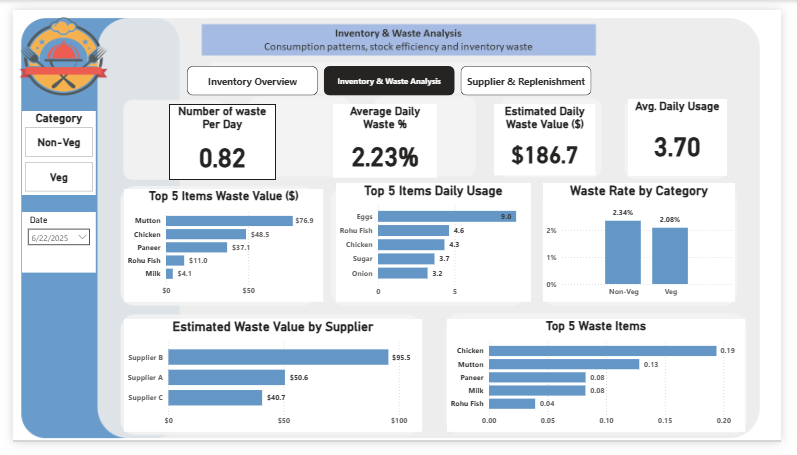 Inventory & Waste Analysis
Consumption patterns, stock efficiency and inventory waste
Inventory Overview
Inventory & Waste Analysis
Supplier & Replenishment
Category
Non-Veg
Veg
Date
6/22/2025
Number of waste
Per Day
0.82
Average Daily
Waste %
2.23%
Estimated Daily
Waste Value ($)
$186.7
Avg. Daily Usage
3.70
Top 5 Items Waste Value ($)
Mutton $76.9
Chicken $48.5
Paneer $37.1
Rohu Fish $11.0
Milk $4.1
$0 $50
Top 5 Items Daily Usage
Eggs 9.0
Rohu Fish 4.6
Chicken 4.3
Sugar 3.7
Onion 3.2
0 5
Waste Rate by Category
2.34% 2.08%
2%
1%
0%
Non-Veg Veg
Estimated Waste Value by Supplier
Supplier B $95.5
Supplier A $50.6
Supplier C $40.7
$0 $50 $100
Top 5 Waste Items
Chicken 0.19
Mutton 0.13
Paneer 0.08
Milk 0.08
Rohu Fish 0.04
0.00 0.05 0.10 0.15 0.20